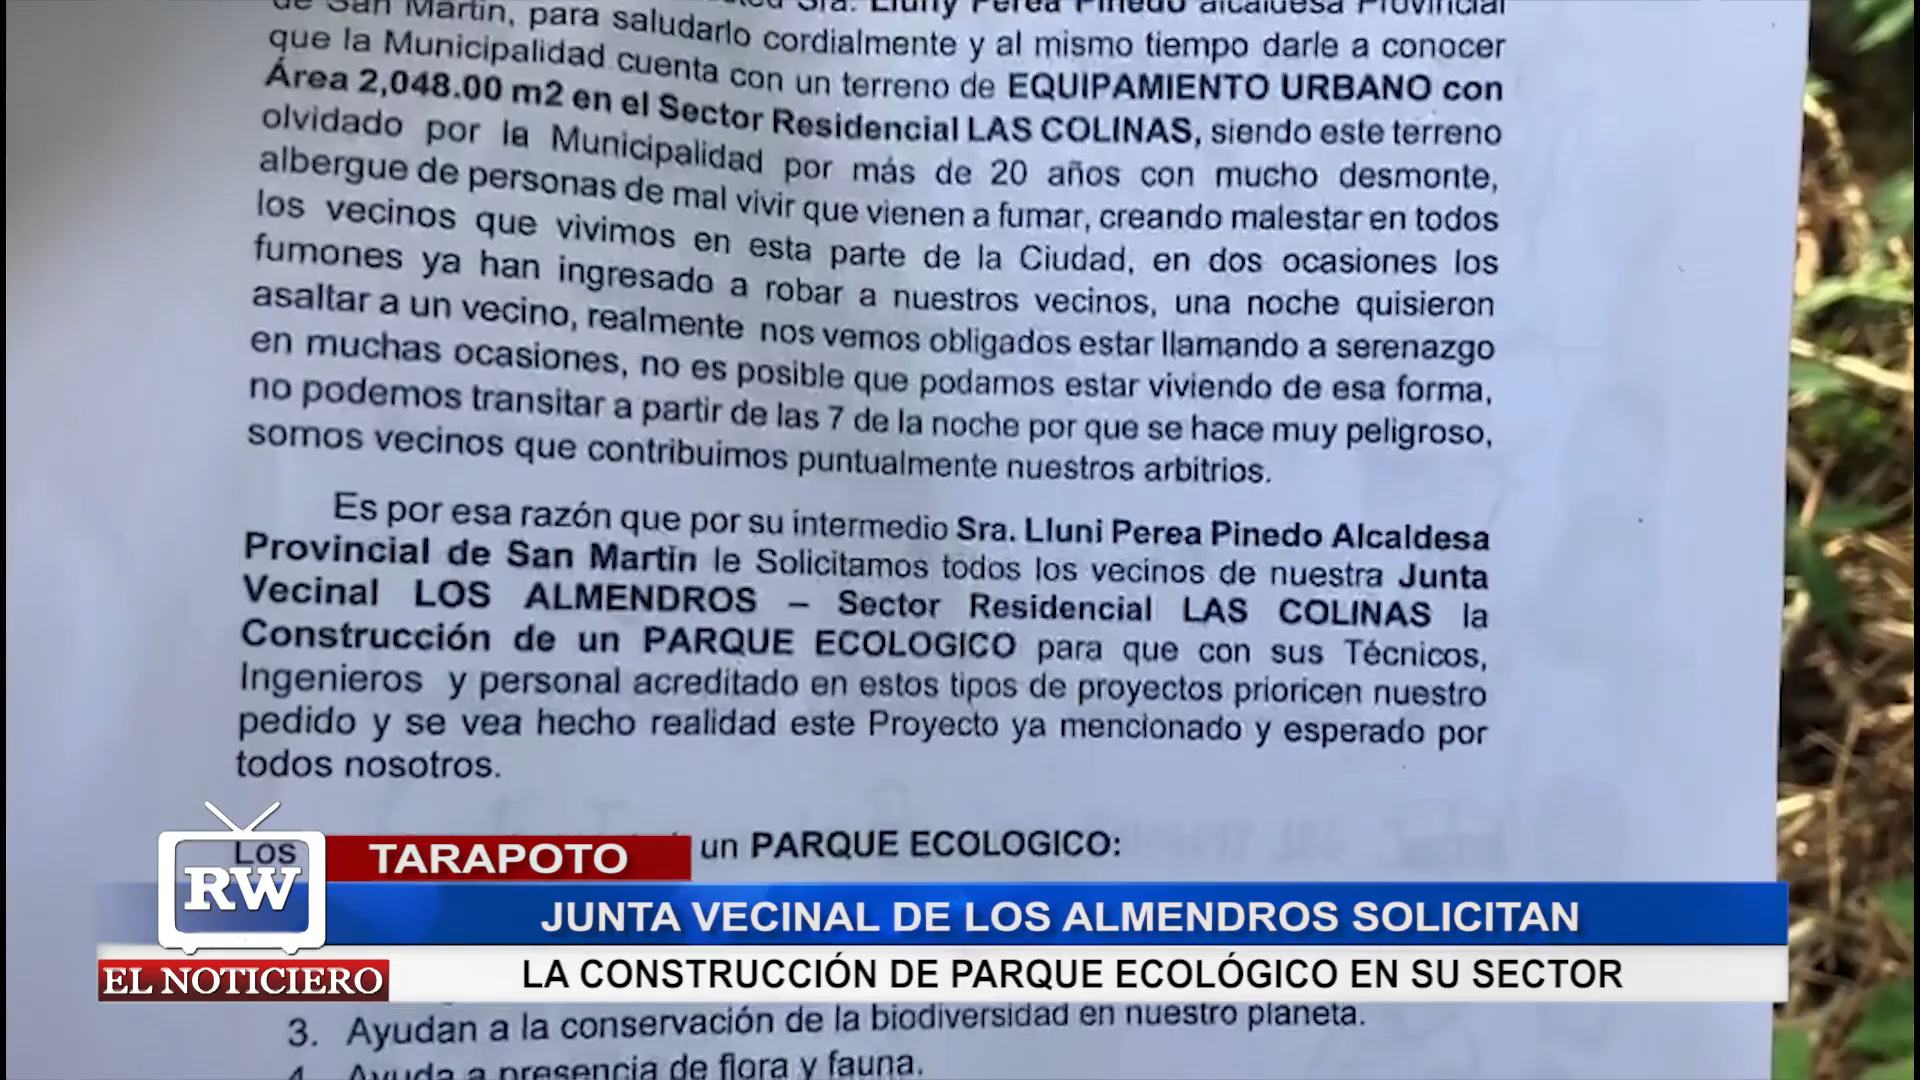 de San Martin, para saludarlo cordialmente y al mismo tiempo darle a conocer
que la Municipalidad cuenta con un terreno de EQUIPAMIENTO URBANO con
Área 2,048.00 m2 en el Sector Residencial LAS COLINAS, siendo este terreno
olvidado por la Municipalidad por más de 20 años con mucho desmonte,
albergue de personas de mal vivir que vienen a fumar, creando malestar en todos
los vecinos que vivimos en esta parte de la Ciudad, en dos ocasiones los
fumones ya han ingresado a robar a nuestros vecinos, una noche quisieron
asaltar a un vecino, realmente nos vemos obligados estar llamando a serenazgo
en muchas ocasiones, no es posible que podamos estar viviendo de esa forma,
no podemos transitar a partir de las 7 de la noche por que se hace muy peligroso,
somos vecinos que contribuimos puntualmente nuestros arbitrios.
Es por esa razón que por su intermedio Sra. Lluni Perea Pinedo Alcaldesa
Provincial de San Martin le Solicitamos todos los vecinos de nuestra Junta
Vecinal LOS ALMENDROS – Sector Residencial LAS COLINAS la
Construcción de un PARQUE ECOLOGICO para que con sus Técnicos,
Ingenieros y personal acreditado en estos tipos de proyectos prioricen nuestro
pedido y se vea hecho realidad este Proyecto ya mencionado y esperado por
todos nosotros.
un PARQUE ECOLOGICO:
LOS
RW
TARAPOTO
JUNTA VECINAL DE LOS ALMENDROS SOLICITAN
EL NOTICIERO
LA CONSTRUCCIÓN DE PARQUE ECOLÓGICO EN SU SECTOR
3. Ayudan a la conservación de la biodiversidad en nuestro planeta.
4. Ayuda a presencia de flora y fauna.